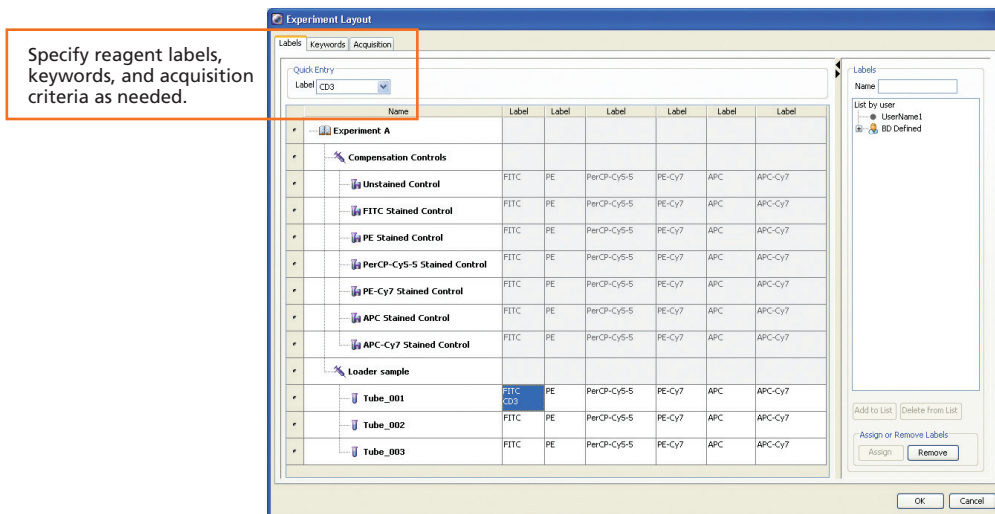 Experiment Layout
Specify reagent labels,
keywords, and acquisition
criteria as needed.
Labels Keywords Acquisition
Quick Entry
Label CD3
Name Label Label Label Label Label Label
Experiment A
Compensation Controls
Unstained Control FITC PE PerCP-Cy5-5 PE-Cy7 APC APC-Cy7
FITC Stained Control FITC PE PerCP-Cy5-5 PE-Cy7 APC APC-Cy7
PE Stained Control FITC PE PerCP-Cy5-5 PE-Cy7 APC APC-Cy7
PerCP-Cy5-5 Stained Control FITC PE PerCP-Cy5-5 PE-Cy7 APC APC-Cy7
PE-Cy7 Stained Control FITC PE PerCP-Cy5-5 PE-Cy7 APC APC-Cy7
APC Stained Control FITC PE PerCP-Cy5-5 PE-Cy7 APC APC-Cy7
APC-Cy7 Stained Control FITC PE PerCP-Cy5-5 PE-Cy7 APC APC-Cy7
Loader sample
Tube_001 FITC CD3 PE PerCP-Cy5-5 PE-Cy7 APC APC-Cy7
Tube_002 FITC PE PerCP-Cy5-5 PE-Cy7 APC APC-Cy7
Tube_003 FITC PE PerCP-Cy5-5 PE-Cy7 APC APC-Cy7
Labels
Name
List by user
UserName1
BD Defined
Add to List Delete from List
Assign or Remove Labels
Assign Remove
OK Cancel